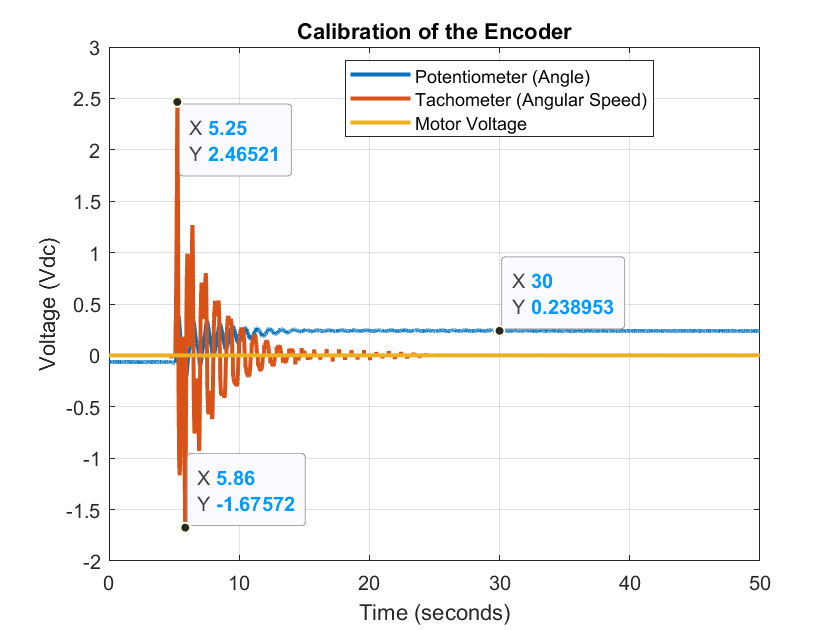 Calibration of the Encoder
3
2.5
2
1.5
1
0.5
0
-0.5
-1
-1.5
-2
Voltage (Vdc)
Potentiometer (Angle)
Tachometer (Angular Speed)
Motor Voltage
X 5.25
Y 2.46521
X 30
Y 0.238953
X 5.86
Y -1.67572
0 10 20 30 40 50
Time (seconds)